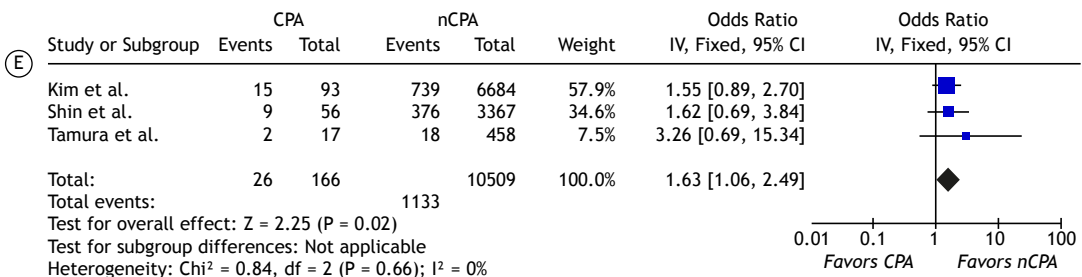 CPA nCPA Odds Ratio Odds Ratio
Study or Subgroup Events Total Events Total Weight IV, Fixed, 95% CI IV, Fixed, 95% CI
E
Kim et al. 15 93 739 6684 57.9% 1.55 [0.89, 2.70]
Shin et al. 9 56 376 3367 34.6% 1.62 [0.69, 3.84]
Tamura et al. 2 17 18 458 7.5% 3.26 [0.69, 15.34]
Total: 26 166 10509 100.0% 1.63 [1.06, 2.49]
Total events: 1133
Test for overall effect: Z = 2.25 (P = 0.02)
Test for subgroup differences: Not applicable
Heterogeneity: Chi² = 0.84, df = 2 (P = 0.66); I² = 0%
0.01 0.1 1 10 100
Favors CPA Favors nCPA